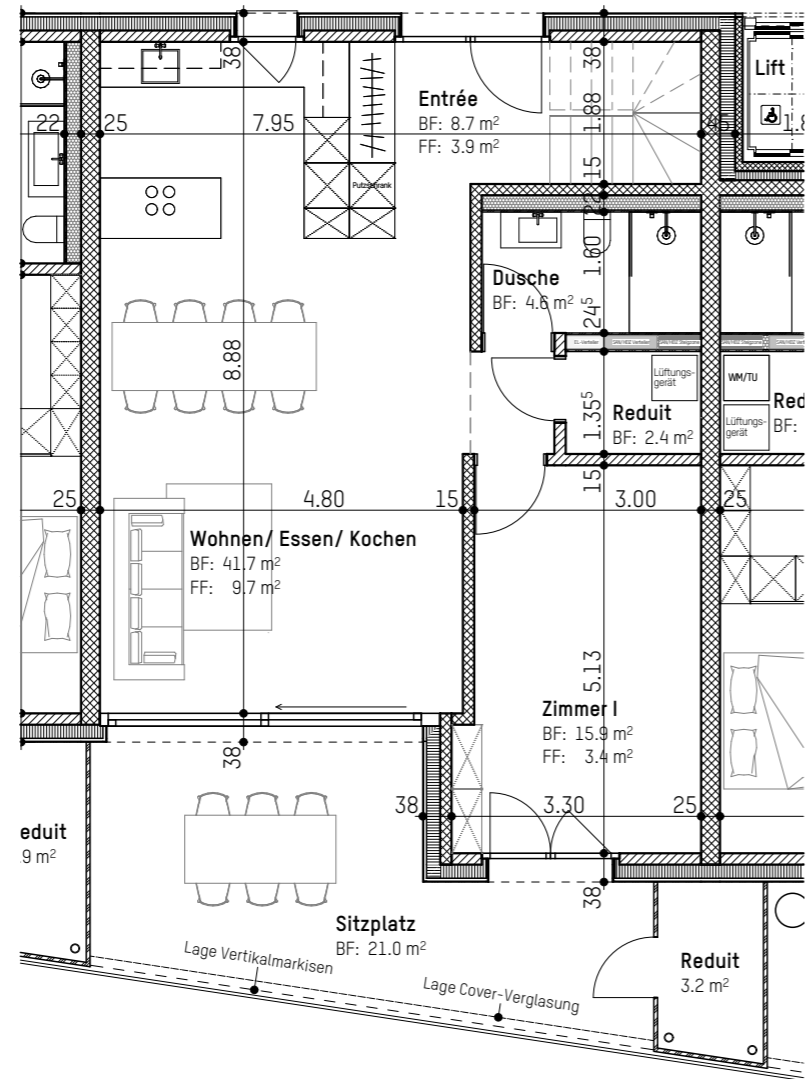 38
38
Lift
Entrée
BF: 8.7 m²
FF: 3.9 m²
22
25
7.95
1.88
15
Putzschrank
15
22
Dusche
BF: 4.6 m²
1.60
24⁵
8.88
EL-Verteiler
Lüftungs-
gerät
WM/TU
Lüftungs-
gerät
Reduit
BF: 2.4 m²
Red
BF:
1.35⁵
15
25
4.80
15
3.00
25
Wohnen/ Essen/ Kochen
BF: 41.7 m²
FF: 9.7 m²
5.13
Zimmer I
BF: 15.9 m²
FF: 3.4 m²
38
38
3.30
25
eduit
.9 m²
38
Sitzplatz
BF: 21.0 m²
Lage Vertikalmarkisen
Lage Cover-Verglasung
Reduit
3.2 m²